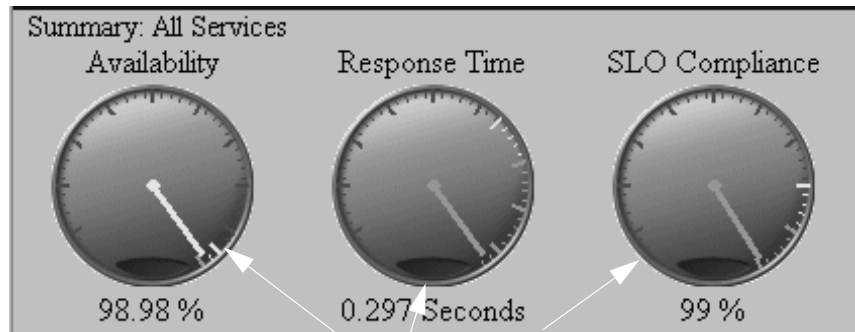 Summary: All Services
Availability
Response Time
SLO Compliance
98.98 %
0.297 Seconds
99 %